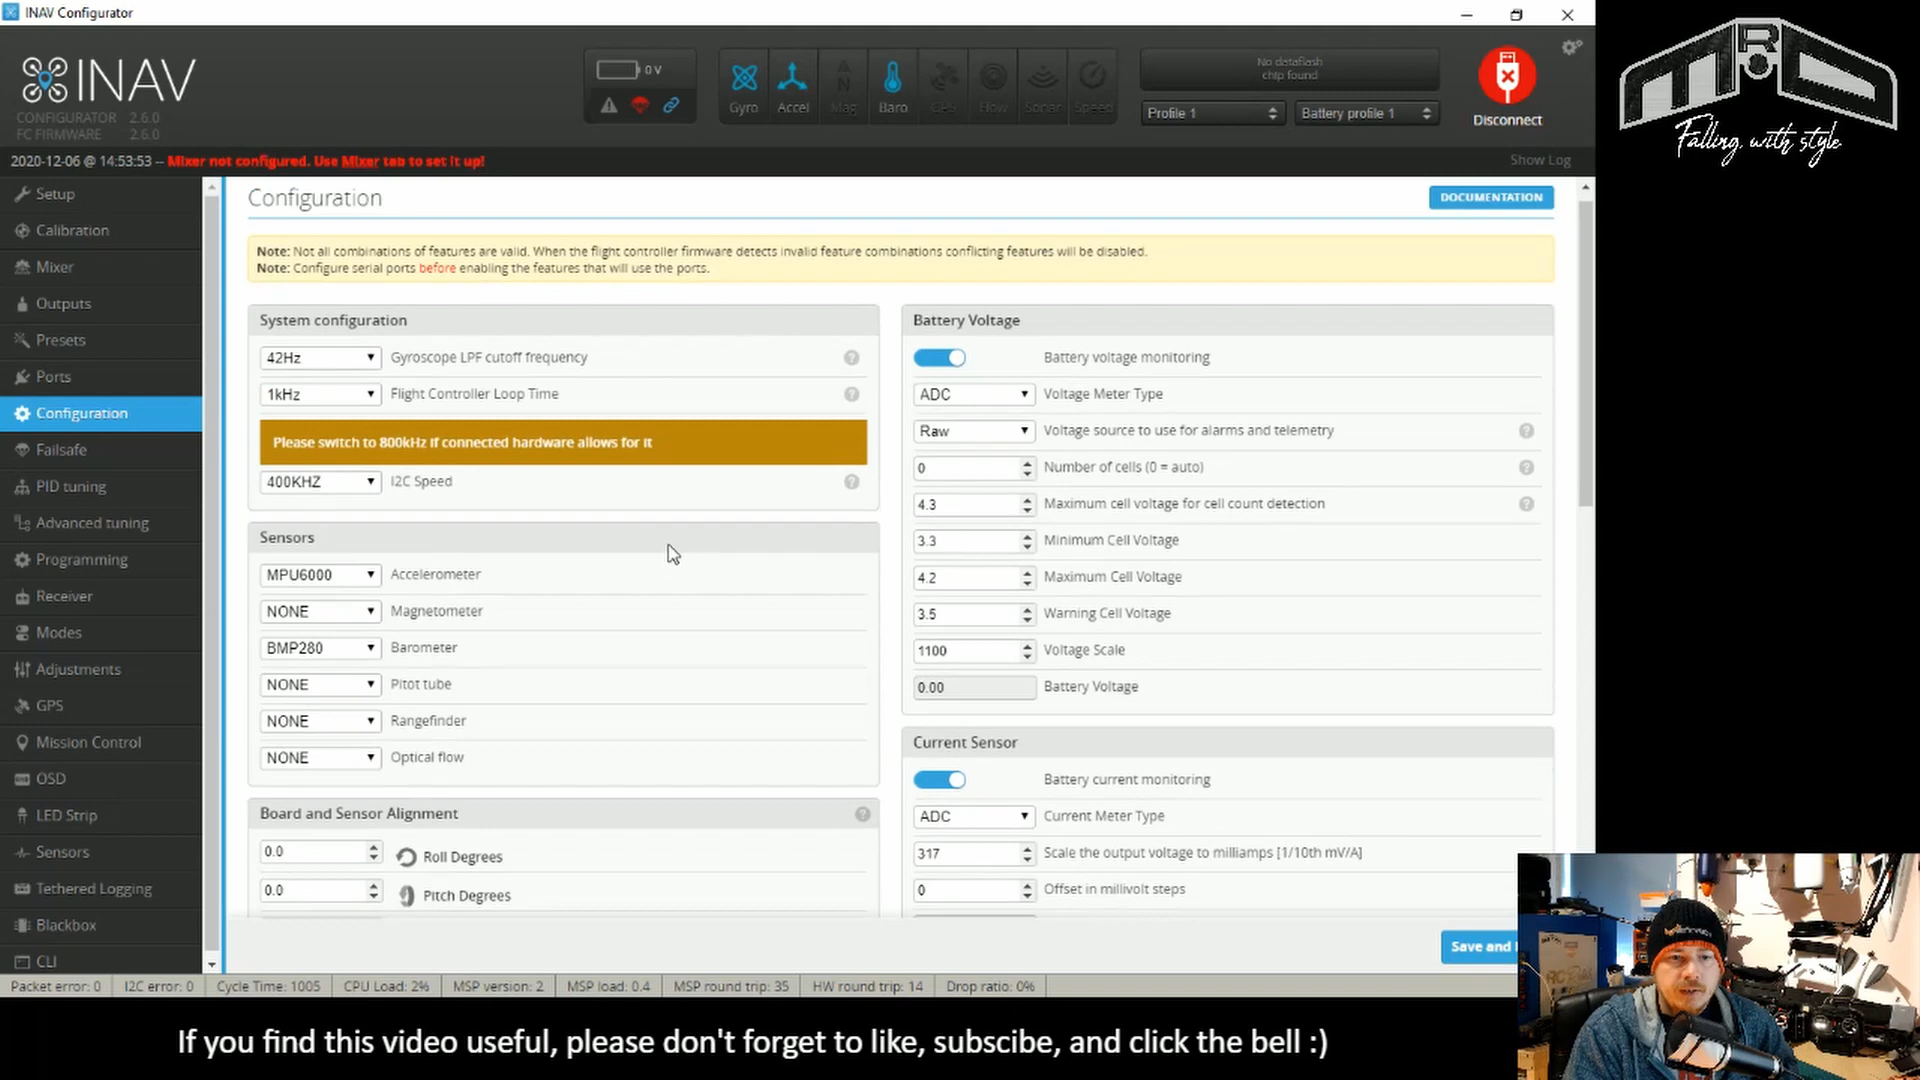 INAV Configurator
INAV
CONFIGURATOR 2.6.0
FC FIRMWARE 2.6.0
0 V
Gyro
Accel
Mag
Baro
GPS
Flow
Sonar
Speed
No dataflash
chip found
Profile 1
Battery profile 1
Disconnect
MRD
Falling with style
2020-12-06 @ 14:53:53 -- Mixer not configured. Use Mixer tab to set it up!
Show Log
Setup
Calibration
Mixer
Outputs
Presets
Ports
Configuration
Failsafe
PID tuning
Advanced tuning
Programming
Receiver
Modes
Adjustments
GPS
Mission Control
OSD
LED Strip
Sensors
Tethered Logging
Blackbox
CLI
Configuration
DOCUMENTATION
Note: Not all combinations of features are valid. When the flight controller firmware detects invalid feature combinations conflicting features will be disabled.
Note: Configure serial ports before enabling the features that will use the ports.
System configuration
42Hz Gyroscope LPF cutoff frequency
1kHz Flight Controller Loop Time
Please switch to 800kHz if connected hardware allows for it
400KHZ I2C Speed
Sensors
MPU6000 Accelerometer
NONE Magnetometer
BMP280 Barometer
NONE Pitot tube
NONE Rangefinder
NONE Optical flow
Board and Sensor Alignment
0.0 Roll Degrees
0.0 Pitch Degrees
Battery Voltage
Battery voltage monitoring
ADC Voltage Meter Type
Raw Voltage source to use for alarms and telemetry
0 Number of cells (0 = auto)
4.3 Maximum cell voltage for cell count detection
3.3 Minimum Cell Voltage
4.2 Maximum Cell Voltage
3.5 Warning Cell Voltage
1100 Voltage Scale
0.00 Battery Voltage
Current Sensor
Battery current monitoring
ADC Current Meter Type
317 Scale the output voltage to milliamps [1/10th mV/A]
0 Offset in millivolt steps
Save and
Packet error: 0
I2C error: 0
Cycle Time: 1005
CPU Load: 2%
MSP version: 2
MSP load: 0.4
MSP round trip: 35
HW round trip: 14
Drop ratio: 0%
If you find this video useful, please don't forget to like, subscibe, and click the bell :)